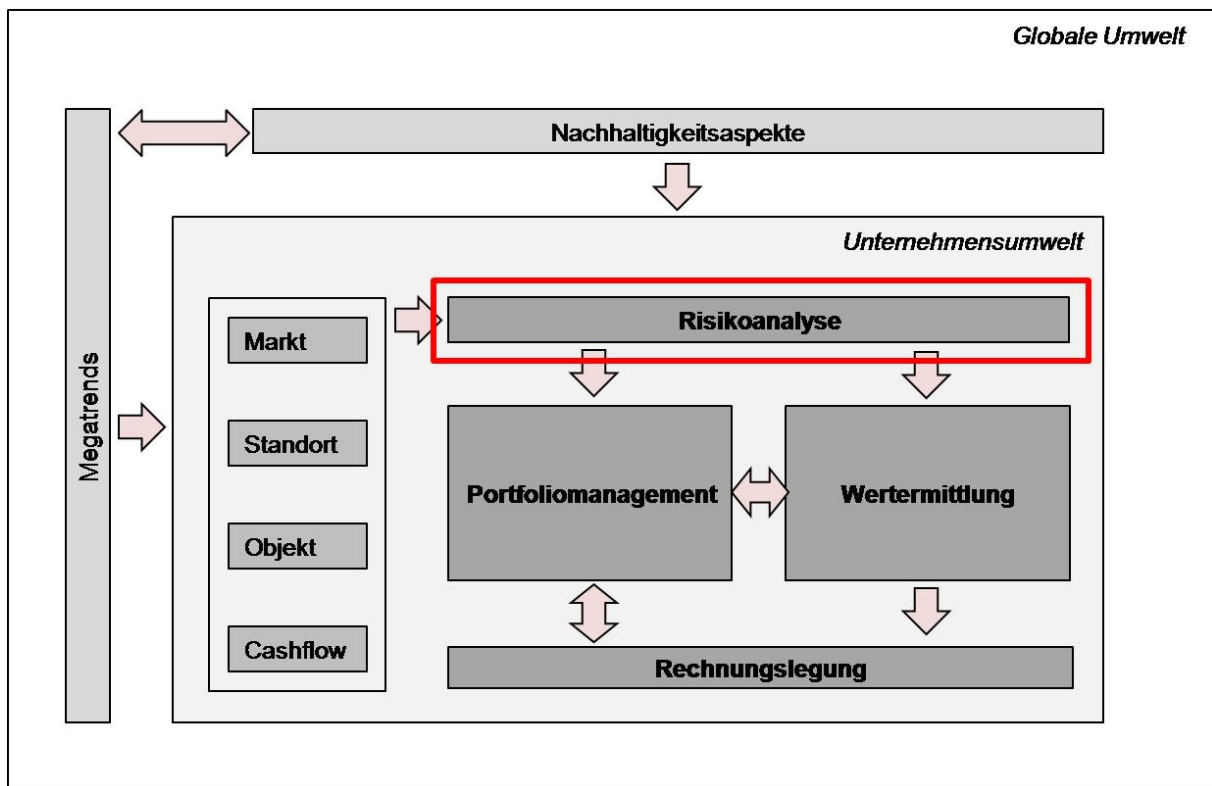 Globale Umwelt
Nachhaltigkeitsaspekte
Megatrends
Unternehmensumwelt
Markt
Standort
Objekt
Cashflow
Risikoanalyse
Portfoliomanagement
Wertermittlung
Rechnungslegung